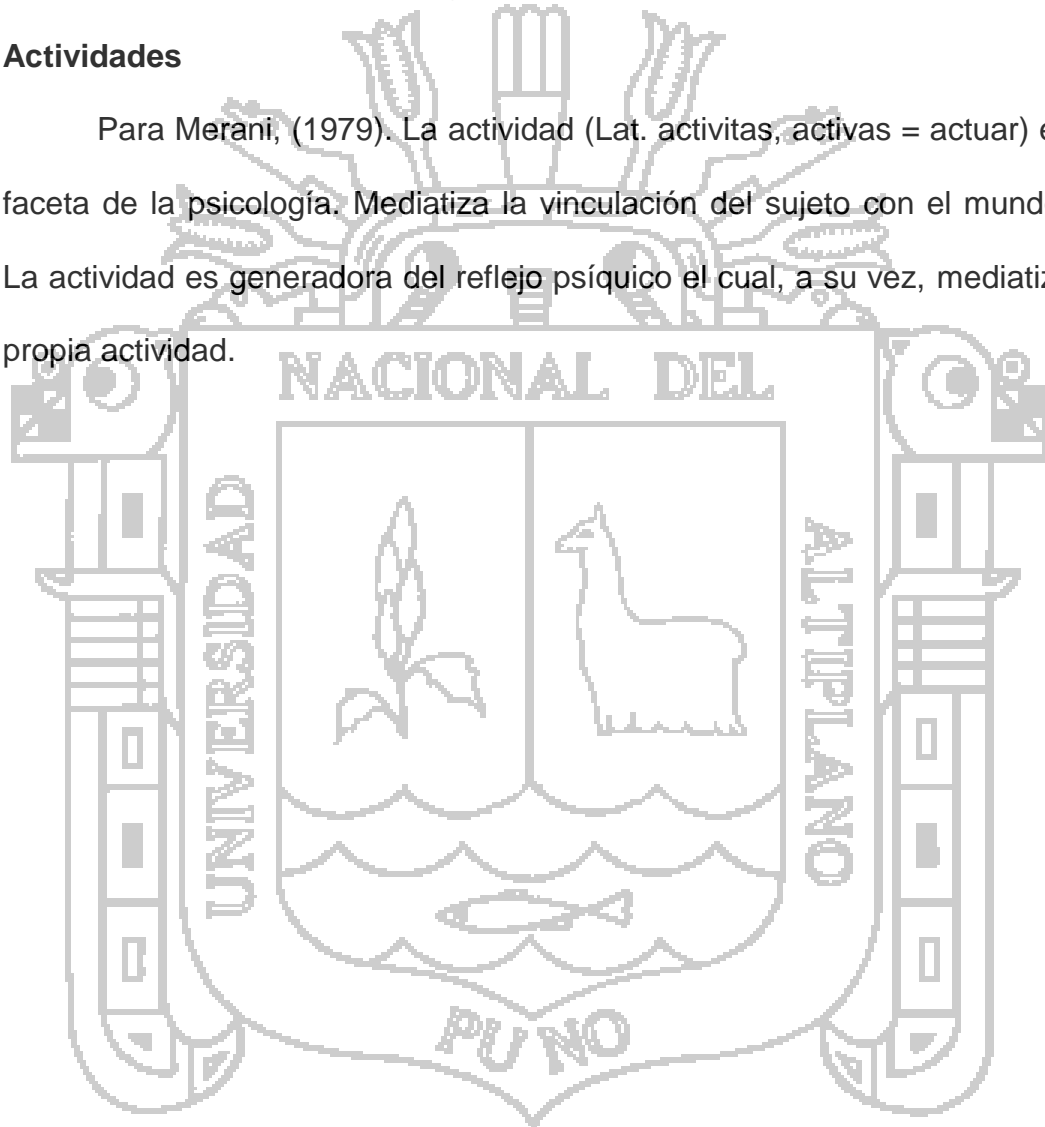 Actividades
Para Merani, (1979). La actividad (Lat. activitas, activas = actuar)
faceta de la psicología. Mediatiza la vinculación del sujeto con el
La actividad es generadora del reflejo psíquico el cual, a su vez,
propia actividad.
NACIONAL DEL
UNIVERSIDAD
ALTIPLANO
PUNO